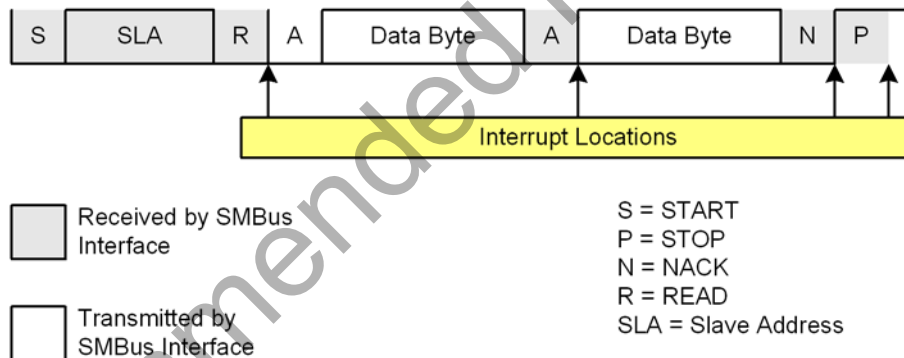 S SLA R A Data Byte A Data Byte N P
Interrupt Locations
Received by SMBus
Interface
Transmitted by
SMBus Interface
S = START
P = STOP
N = NACK
R = READ
SLA = Slave Address